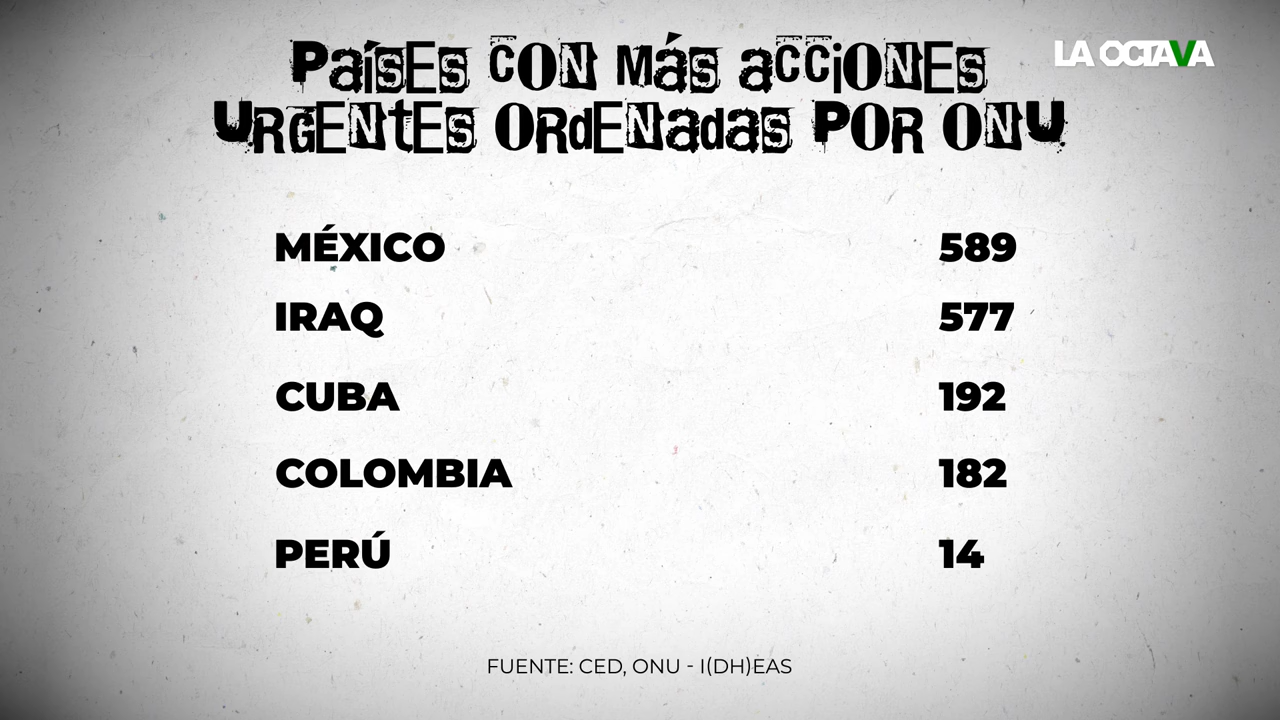 Países con más acciones
urgentes ordenadas por ONU
LA OCTAVA
MÉXICO 589
IRAQ 577
CUBA 192
COLOMBIA 182
PERÚ 14
FUENTE: CED, ONU - I(DH)EAS